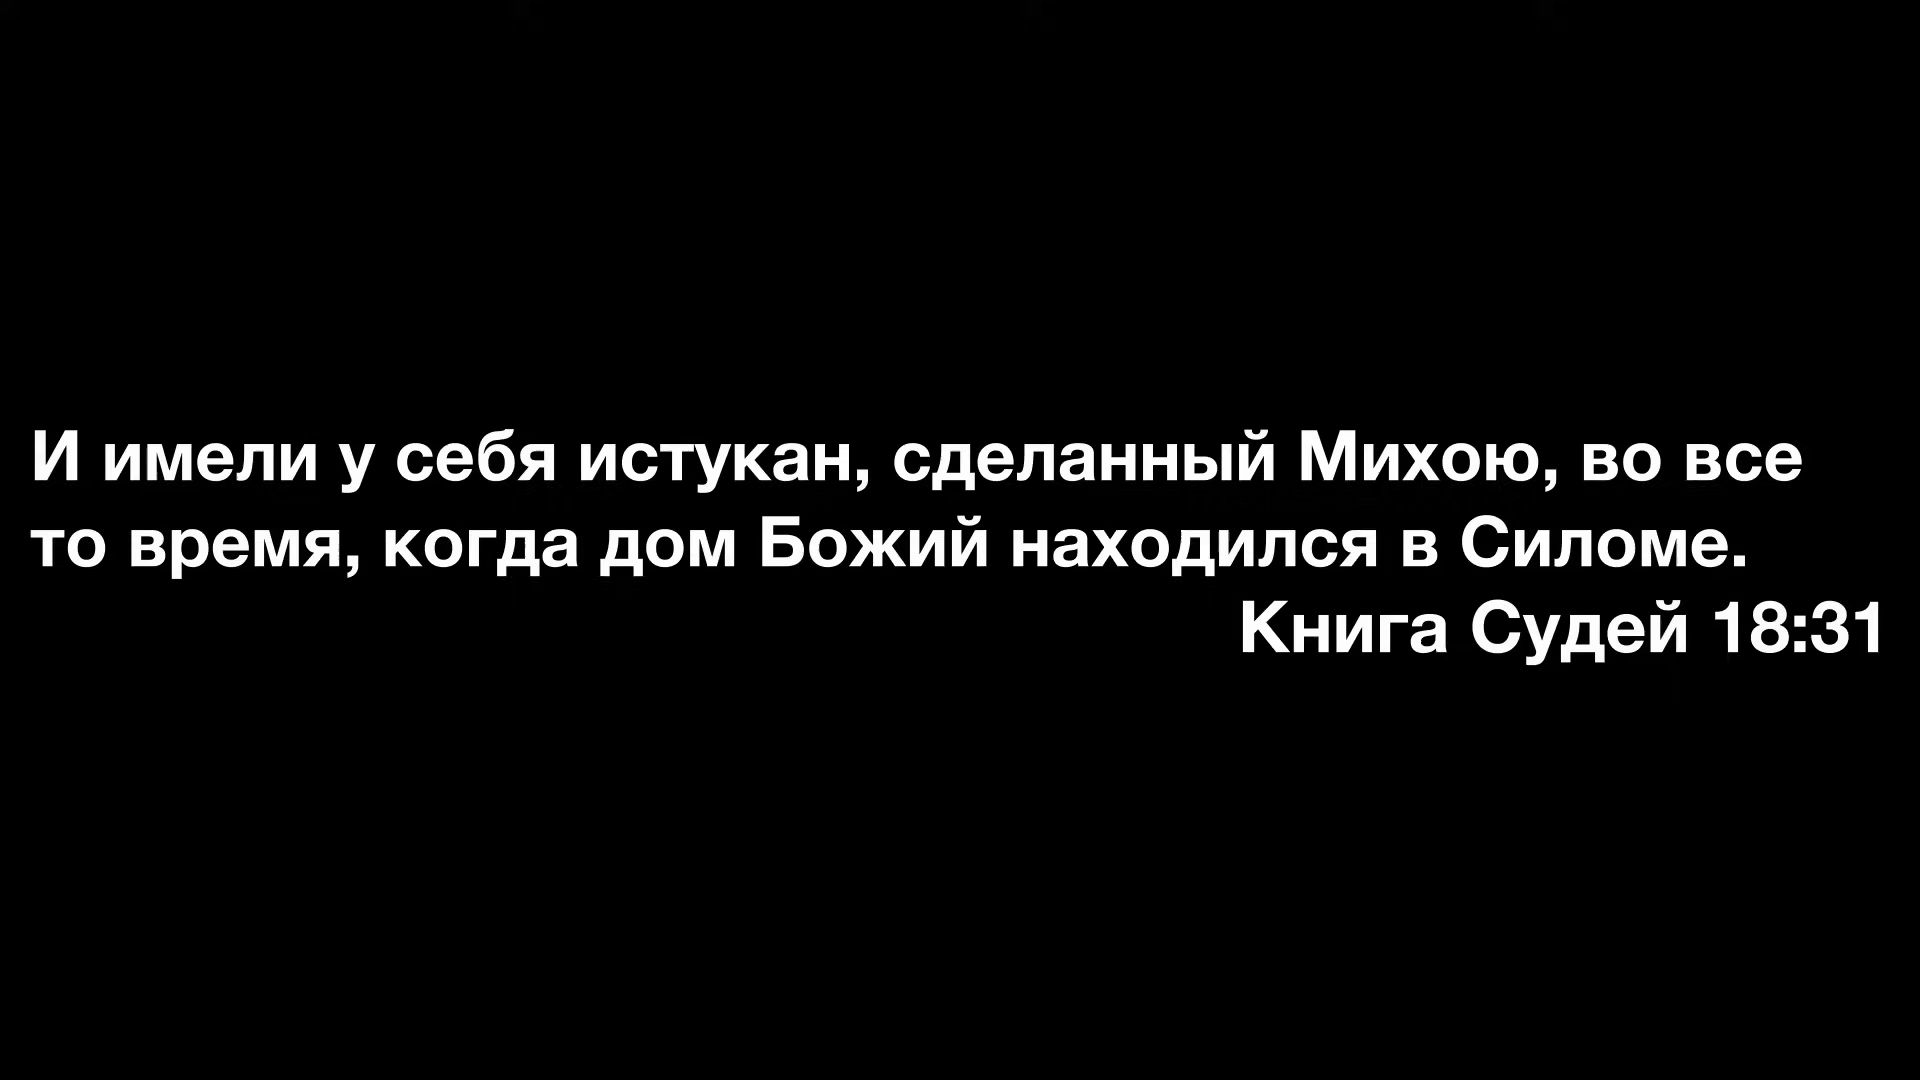 И имели у себя истукан, сделанный Михою, во все
то время, когда дом Божий находился в Силоме.
Книга Судей 18:31